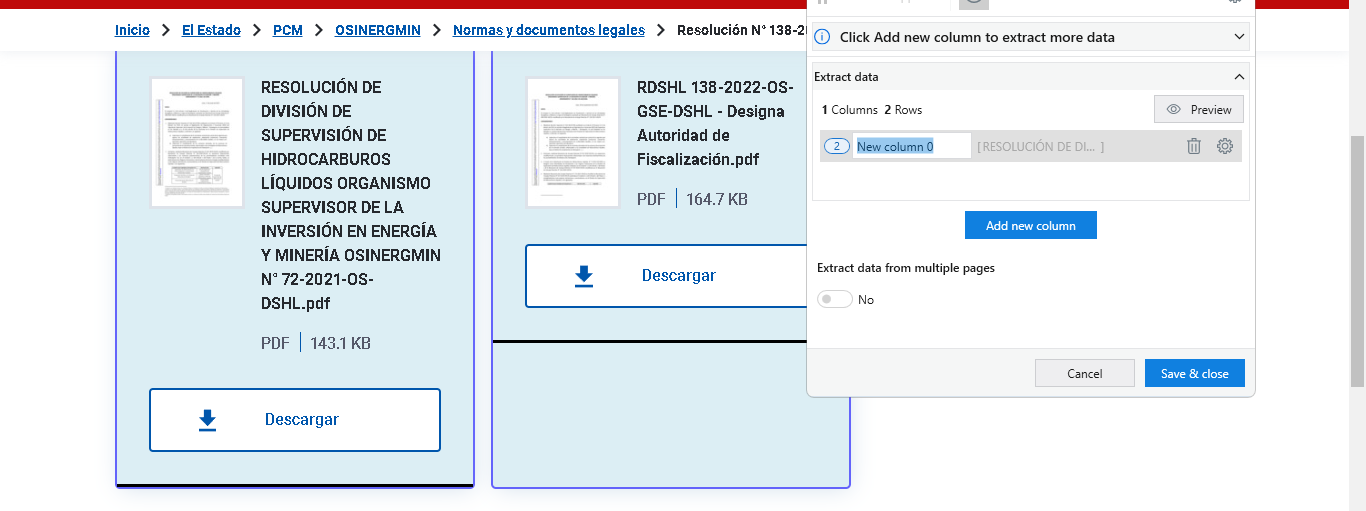 Inicio > El Estado > PCM > OSINERGMIN > Normas y documentos legales > Resolución N° 138-2
RESOLUCIÓN DE
DIVISIÓN DE
SUPERVISIÓN DE
HIDROCARBUROS
LÍQUIDOS ORGANISMO
SUPERVISOR DE LA
INVERSIÓN EN ENERGÍA
Y MINERÍA OSINERGMIN
N° 72-2021-OS-
DSHL.pdf
PDF | 143.1 KB
Descargar
RDSHL 138-2022-OS-
GSE-DSHL - Designa
Autoridad de
Fiscalización.pdf
PDF | 164.7 KB
Descargar
Click Add new column to extract more data
Extract data
1 Columns 2 Rows
Preview
2 New column 0 [RESOLUCIÓN DE DI... ]
Add new column
Extract data from multiple pages
No
Cancel
Save & close